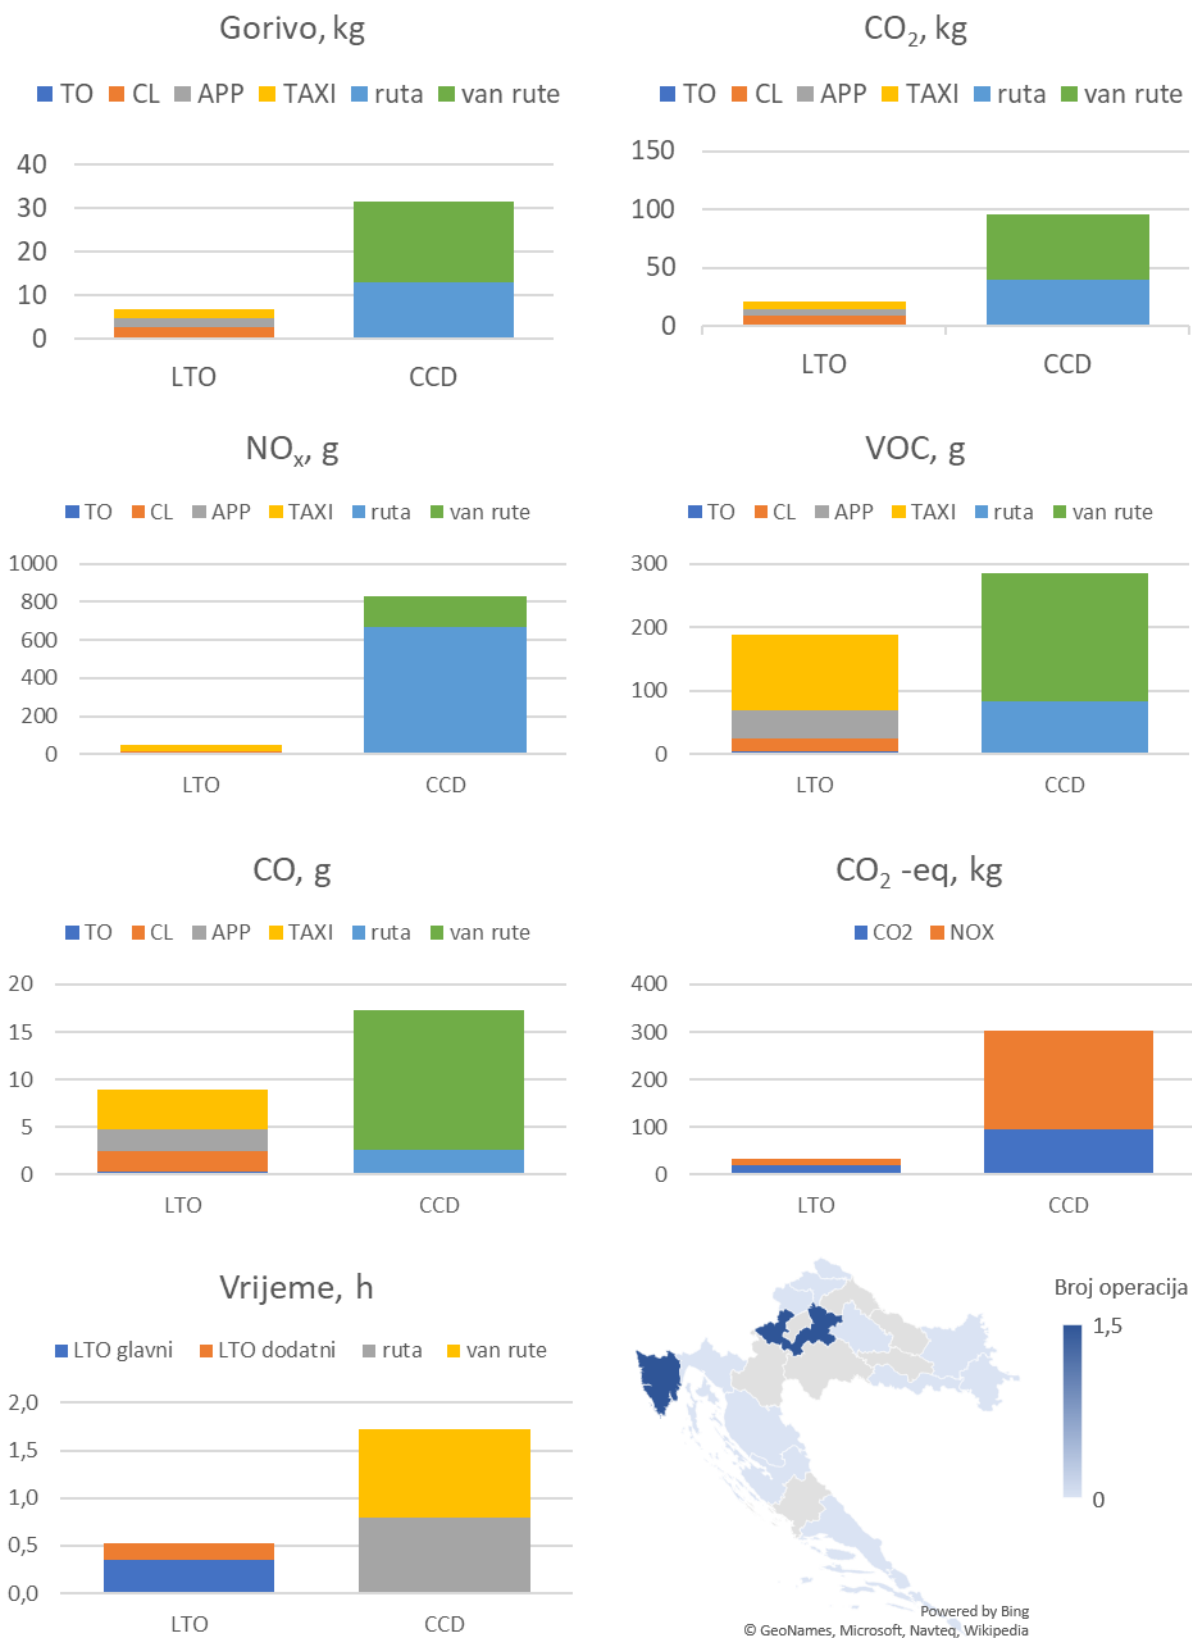 Gorivo, kg
TO CL APP TAXI ruta van rute
40
30
20
10
0
LTO CCD
CO₂, kg
TO CL APP TAXI ruta van rute
150
100
50
0
LTO CCD
NOₓ, g
TO CL APP TAXI ruta van rute
1000
800
600
400
200
0
LTO CCD
VOC, g
TO CL APP TAXI ruta van rute
300
200
100
0
LTO CCD
CO, g
TO CL APP TAXI ruta van rute
20
15
10
5
0
LTO CCD
CO₂ -eq, kg
CO2 NOX
400
300
200
100
0
LTO CCD
Vrijeme, h
LTO glavni LTO dodatni ruta van rute
2,0
1,5
1,0
0,5
0,0
LTO CCD
Broj operacija
1,5
0
Powered by Bing
© GeoNames, Microsoft, Navteq, Wikipedia